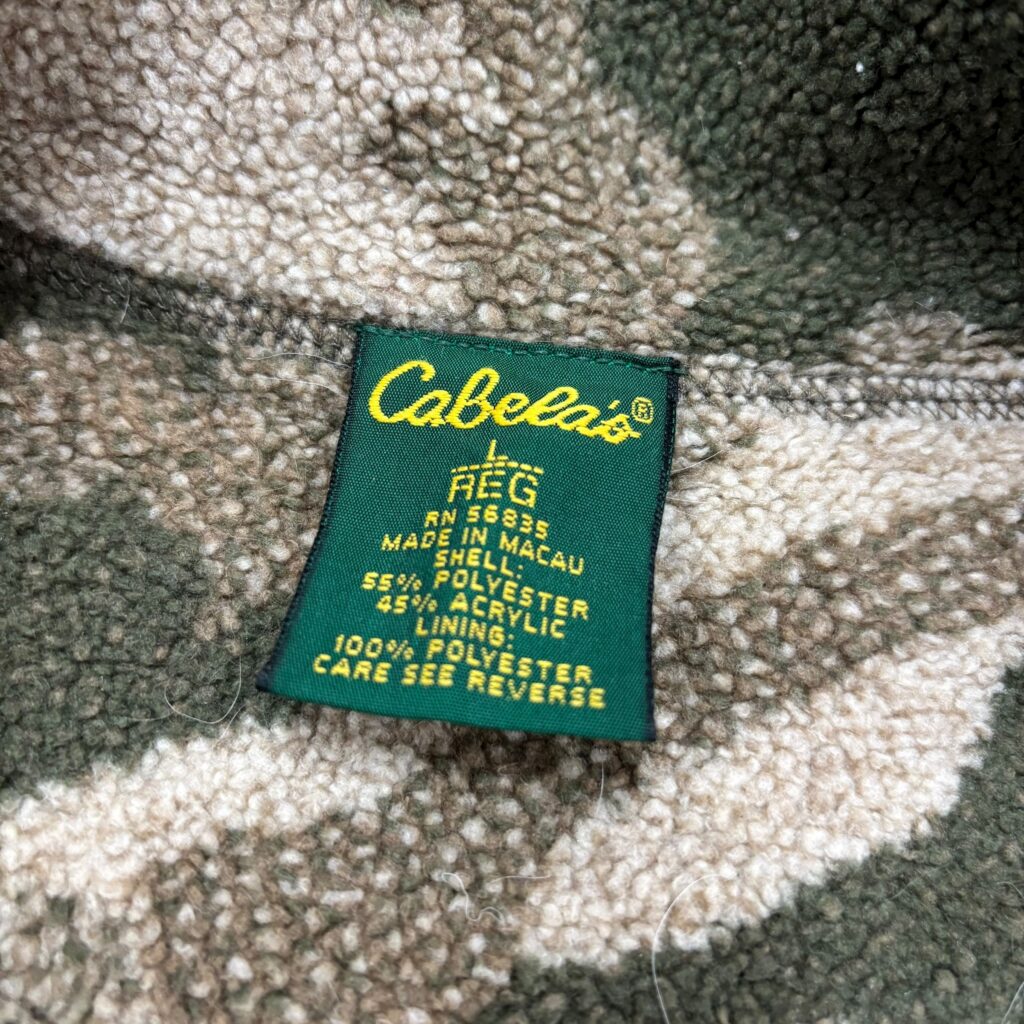 Cabela's®
L
REG
RN 56835
MADE IN MACAU
SHELL:
55% POLYESTER
45% ACRYLIC
LINING:
100% POLYESTER
CARE SEE REVERSE